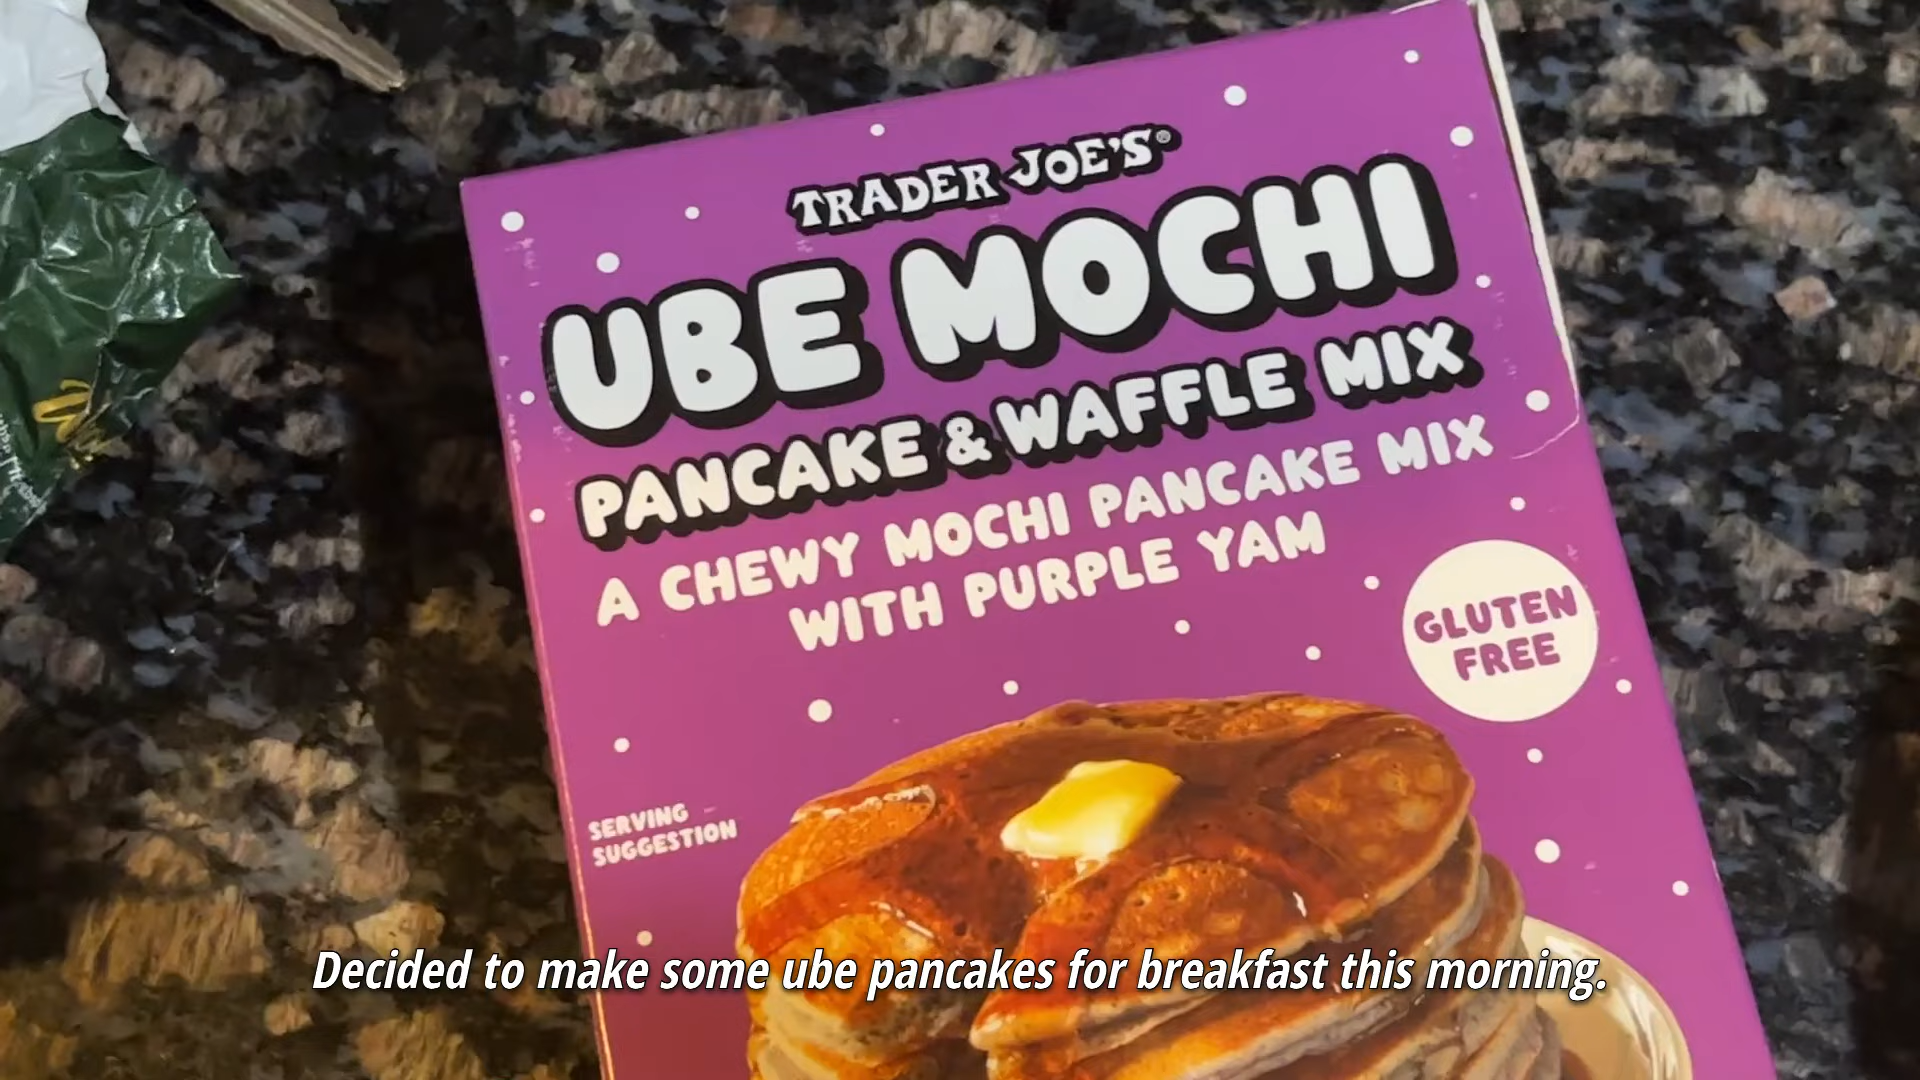 TRADER JOE'S®
UBE MOCHI
PANCAKE & WAFFLE MIX
A CHEWY MOCHI PANCAKE MIX
WITH PURPLE YAM
GLUTEN
FREE
SERVING
SUGGESTION
Decided to make some ube pancakes for breakfast this morning.